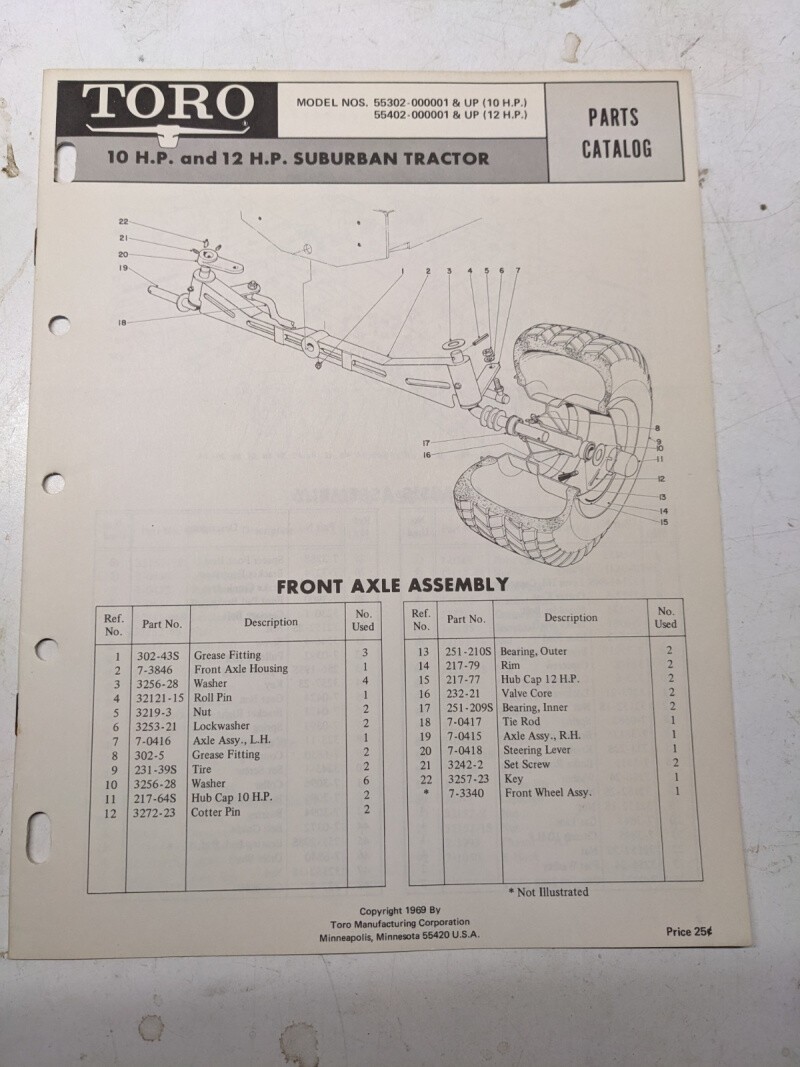 TORO
MODEL NOS. 55302-000001 & UP (10 H.P.)
55402-000001 & UP (12 H.P.)
PARTS
CATALOG
10 H.P. and 12 H.P. SUBURBAN TRACTOR
22
21
20
19
18
1 2 3 4 5 6 7
17
16
8
9
10
11
12
13
14
15
FRONT AXLE ASSEMBLY
Ref. No. Part No. Description No. Used
1 302-43S Grease Fitting 3
2 7-3846 Front Axle Housing 1
3 3256-28 Washer 4
4 32121-15 Roll Pin 1
5 3219-3 Nut 2
6 3253-21 Lockwasher 2
7 7-0416 Axle Assy., L.H. 1
8 302-5 Grease Fitting 2
9 231-39S Tire 2
10 3256-28 Washer 6
11 217-64S Hub Cap 10 H.P. 2
12 3272-23 Cotter Pin 2
Ref. No. Part No. Description No. Used
13 251-210S Bearing, Outer 2
14 217-79 Rim 2
15 217-77 Hub Cap 12 H.P. 2
16 232-21 Valve Core 2
17 251-209S Bearing, Inner 2
18 7-0417 Tie Rod 1
19 7-0415 Axle Assy., R.H. 1
20 7-0418 Steering Lever 1
21 3242-2 Set Screw 2
22 3257-23 Key 1
* 7-3340 Front Wheel Assy. 1
* Not Illustrated
Copyright 1969 By
Toro Manufacturing Corporation
Minneapolis, Minnesota 55420 U.S.A.
Price 25¢